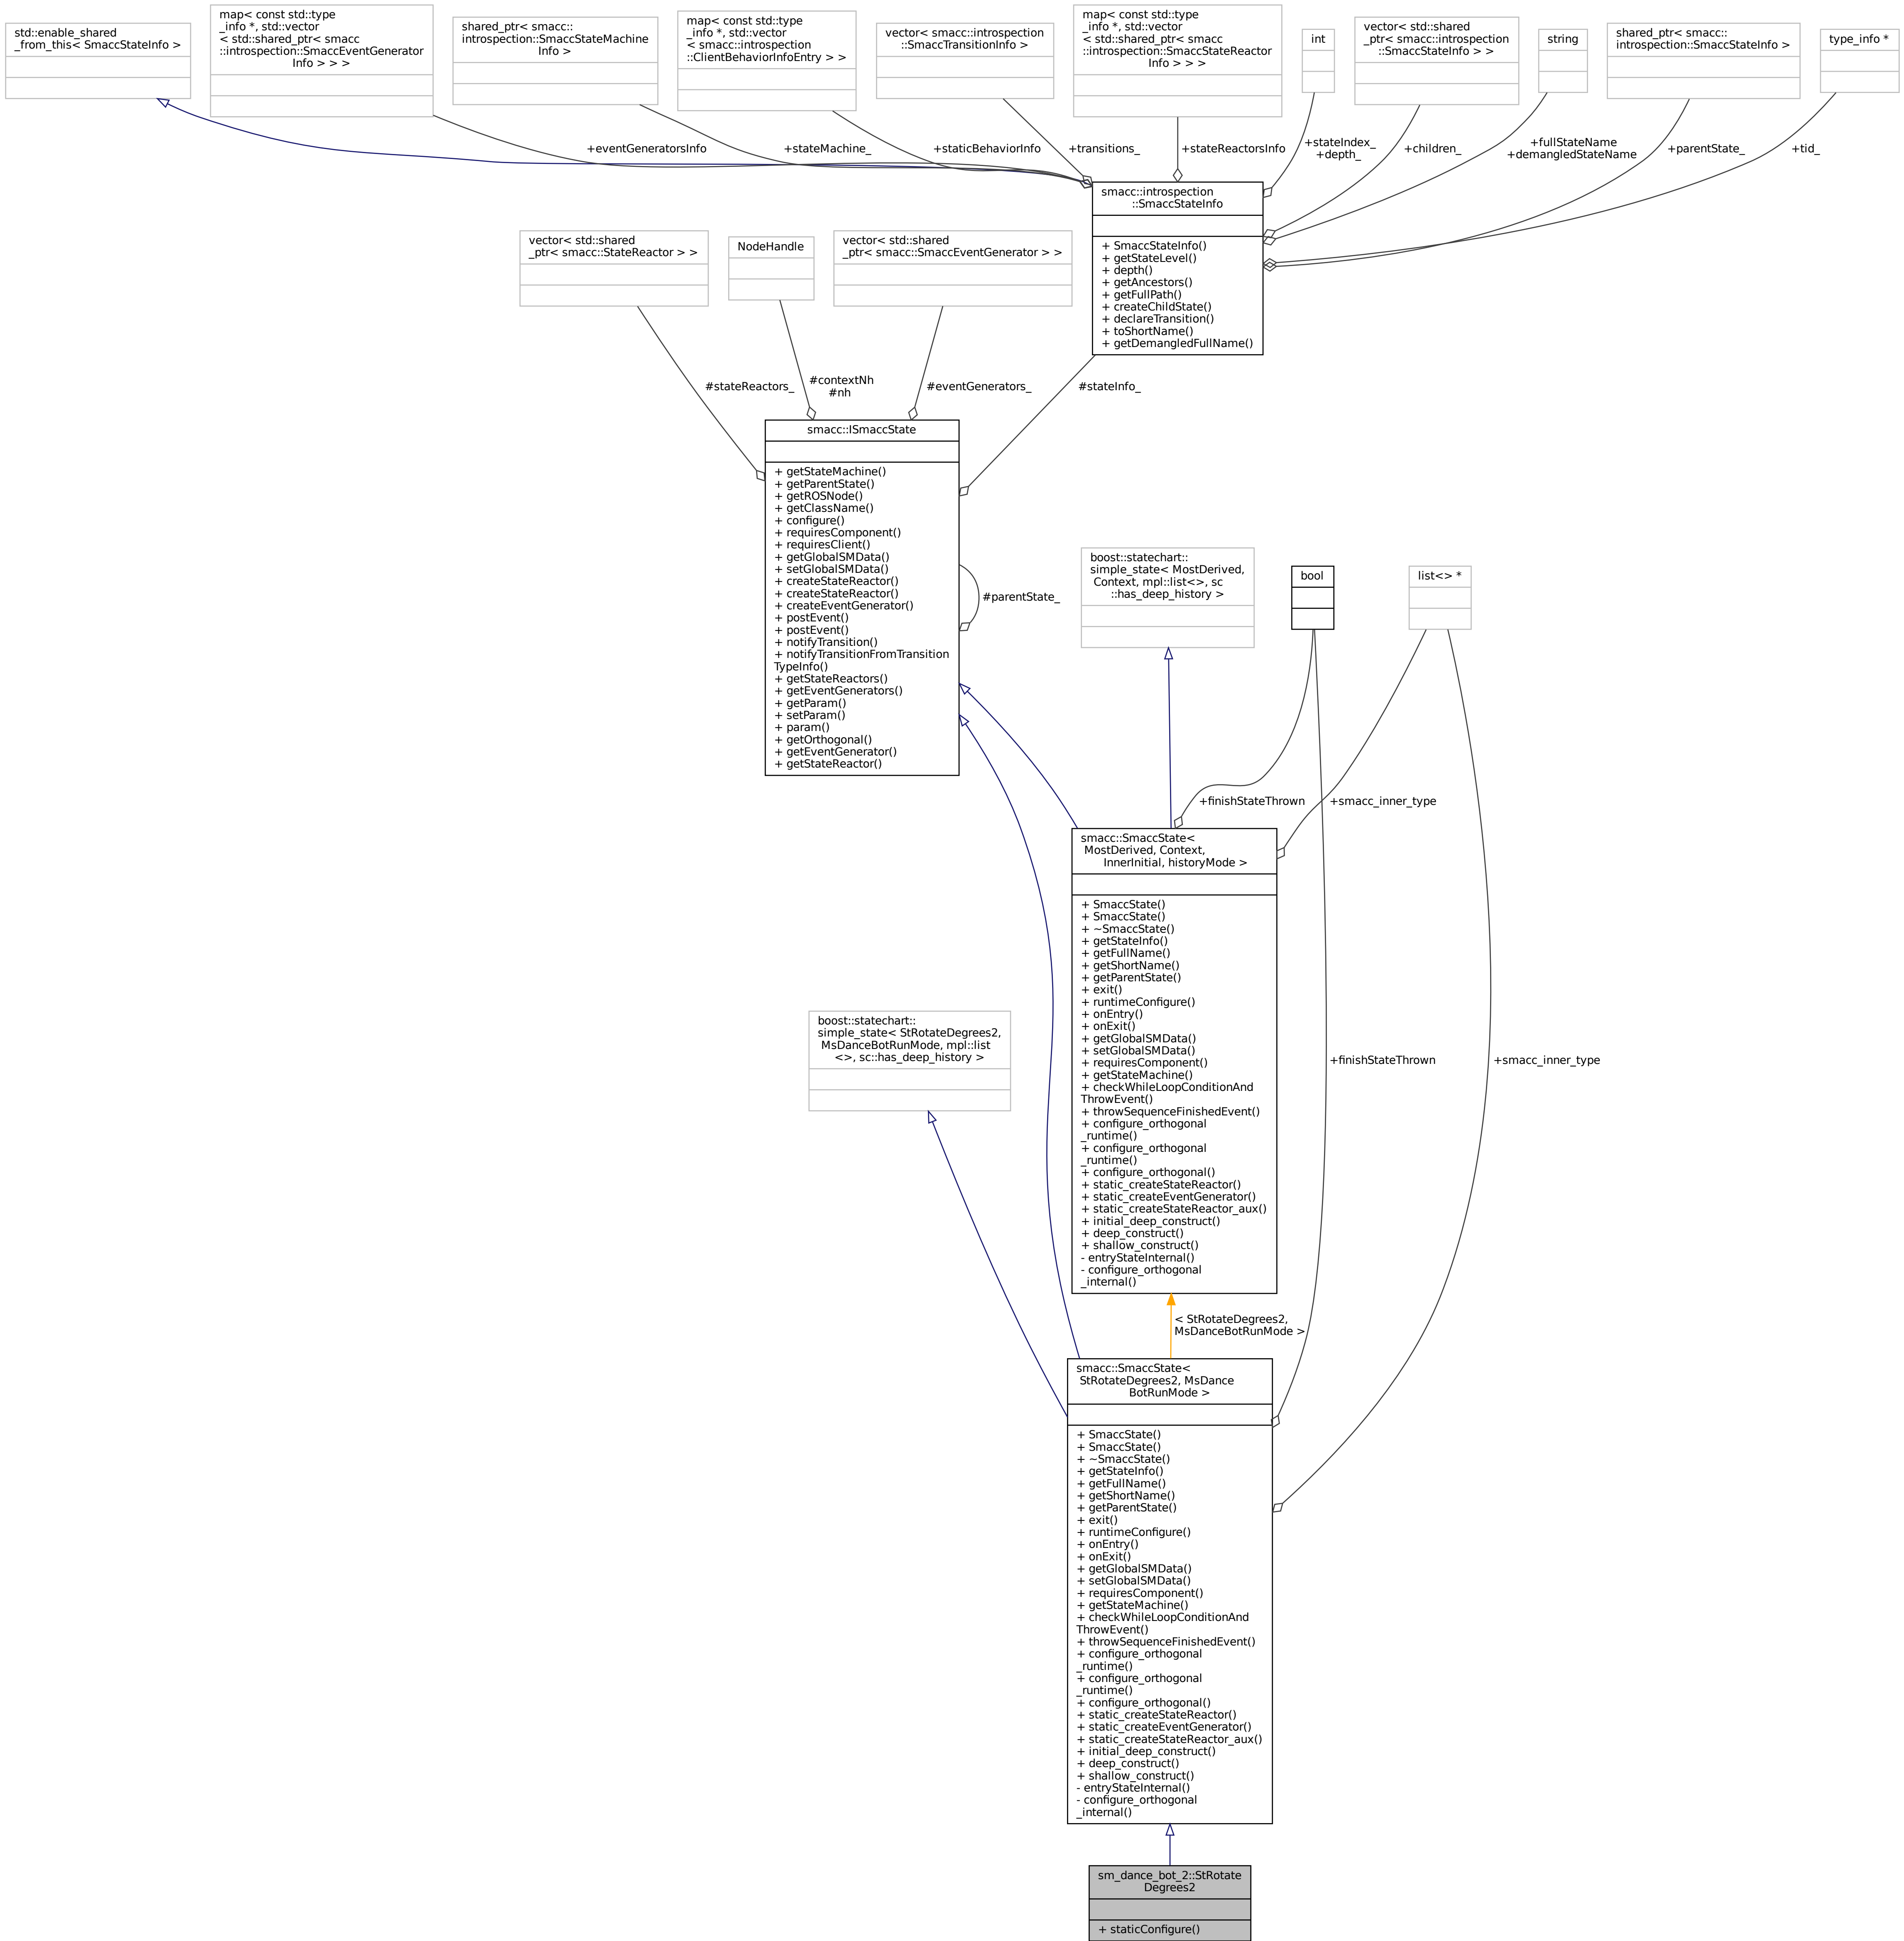 std::enable_shared
_from_this< SmaccStateInfo >
map< const std::type
_info *, std::vector
< std::shared_ptr< smacc
::introspection::SmaccEventGenerator
Info > > >
shared_ptr< smacc::
introspection::SmaccStateMachine
Info >
map< const std::type
_info *, std::vector
< smacc::introspection
::ClientBehaviorInfoEntry > >
vector< smacc::introspection
::SmaccTransitionInfo >
map< const std::type
_info *, std::vector
< std::shared_ptr< smacc
::introspection::SmaccStateReactor
Info > > >
int
vector< std::shared
_ptr< smacc::introspection
::SmaccStateInfo > >
string
shared_ptr< smacc::
introspection::SmaccStateInfo >
type_info *
+eventGeneratorsInfo
+stateMachine_
+staticBehaviorInfo
+transitions_
+stateReactorsInfo
+stateIndex_
+depth_
+children_
+fullStateName
+demangledStateName
+parentState_
+tid_
smacc::introspection
::SmaccStateInfo
+ SmaccStateInfo()
+ getStateLevel()
+ depth()
+ getAncestors()
+ getFullPath()
+ createChildState()
+ declareTransition()
+ toShortName()
+ getDemangledFullName()
vector< std::shared
_ptr< smacc::StateReactor > >
NodeHandle
vector< std::shared
_ptr< smacc::SmaccEventGenerator > >
#stateReactors_
#contextNh
#nh
#eventGenerators_
#stateInfo_
smacc::ISmaccState
+ getStateMachine()
+ getParentState()
+ getROSNode()
+ getClassName()
+ configure()
+ requiresComponent()
+ requiresClient()
+ getGlobalSMData()
+ setGlobalSMData()
+ createStateReactor()
+ createStateReactor()
+ createEventGenerator()
+ postEvent()
+ postEvent()
+ notifyTransition()
+ notifyTransitionFromTransition
TypeInfo()
+ getStateReactors()
+ getEventGenerators()
+ getParam()
+ setParam()
+ param()
+ getOrthogonal()
+ getEventGenerator()
+ getStateReactor()
#parentState_
boost::statechart::
simple_state< MostDerived,
Context, mpl::list<>, sc
::has_deep_history >
bool
list<> *
+finishStateThrown
+smacc_inner_type
smacc::SmaccState<
MostDerived, Context,
InnerInitial, historyMode >
+ SmaccState()
+ SmaccState()
+ ~SmaccState()
+ getStateInfo()
+ getFullName()
+ getShortName()
+ getParentState()
+ exit()
+ runtimeConfigure()
+ onEntry()
+ onExit()
+ getGlobalSMData()
+ setGlobalSMData()
+ requiresComponent()
+ getStateMachine()
+ checkWhileLoopConditionAnd
ThrowEvent()
+ throwSequenceFinishedEvent()
+ configure_orthogonal
_runtime()
+ configure_orthogonal
_runtime()
+ configure_orthogonal()
+ static_createStateReactor()
+ static_createEventGenerator()
+ static_createStateReactor_aux()
+ initial_deep_construct()
+ deep_construct()
+ shallow_construct()
- entryStateInternal()
- configure_orthogonal
_internal()
boost::statechart::
simple_state< StRotateDegrees2,
MsDanceBotRunMode, mpl::list
<>, sc::has_deep_history >
+finishStateThrown
+smacc_inner_type
< StRotateDegrees2,
MsDanceBotRunMode >
smacc::SmaccState<
StRotateDegrees2, MsDance
BotRunMode >
+ SmaccState()
+ SmaccState()
+ ~SmaccState()
+ getStateInfo()
+ getFullName()
+ getShortName()
+ getParentState()
+ exit()
+ runtimeConfigure()
+ onEntry()
+ onExit()
+ getGlobalSMData()
+ setGlobalSMData()
+ requiresComponent()
+ getStateMachine()
+ checkWhileLoopConditionAnd
ThrowEvent()
+ throwSequenceFinishedEvent()
+ configure_orthogonal
_runtime()
+ configure_orthogonal
_runtime()
+ configure_orthogonal()
+ static_createStateReactor()
+ static_createEventGenerator()
+ static_createStateReactor_aux()
+ initial_deep_construct()
+ deep_construct()
+ shallow_construct()
- entryStateInternal()
- configure_orthogonal
_internal()
sm_dance_bot_2::StRotate
Degrees2
+ staticConfigure()